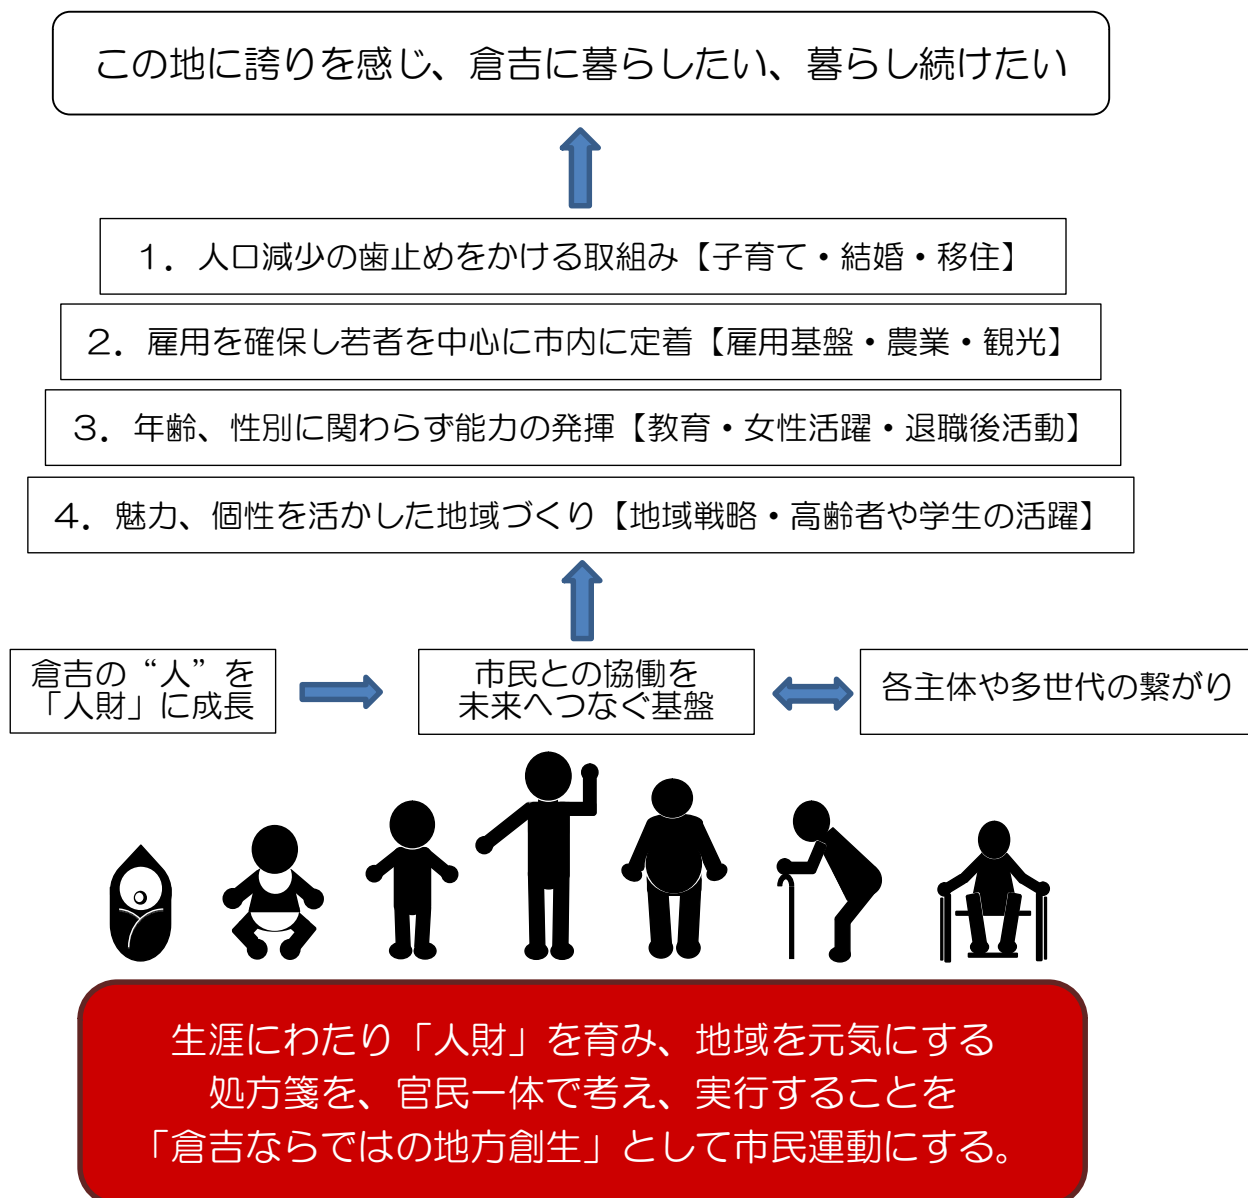 この地に誇りを感じ、倉吉に暮らしたい、暮らし続けたい
１．人口減少の歯止めをかける取組み【子育て・結婚・移住】
２．雇用を確保し若者を中心に市内に定着【雇用基盤・農業・観光】
３．年齢、性別に関わらず能力の発揮【教育・女性活躍・退職後活動】
４．魅力、個性を活かした地域づくり【地域戦略・高齢者や学生の活躍】
倉吉の“人”を
「人財」に成長
市民との協働を
未来へつなぐ基盤
各主体や多世代の繋がり
生涯にわたり「人財」を育み、地域を元気にする
処方箋を、官民一体で考え、実行することを
「倉吉ならではの地方創生」として市民運動にする。